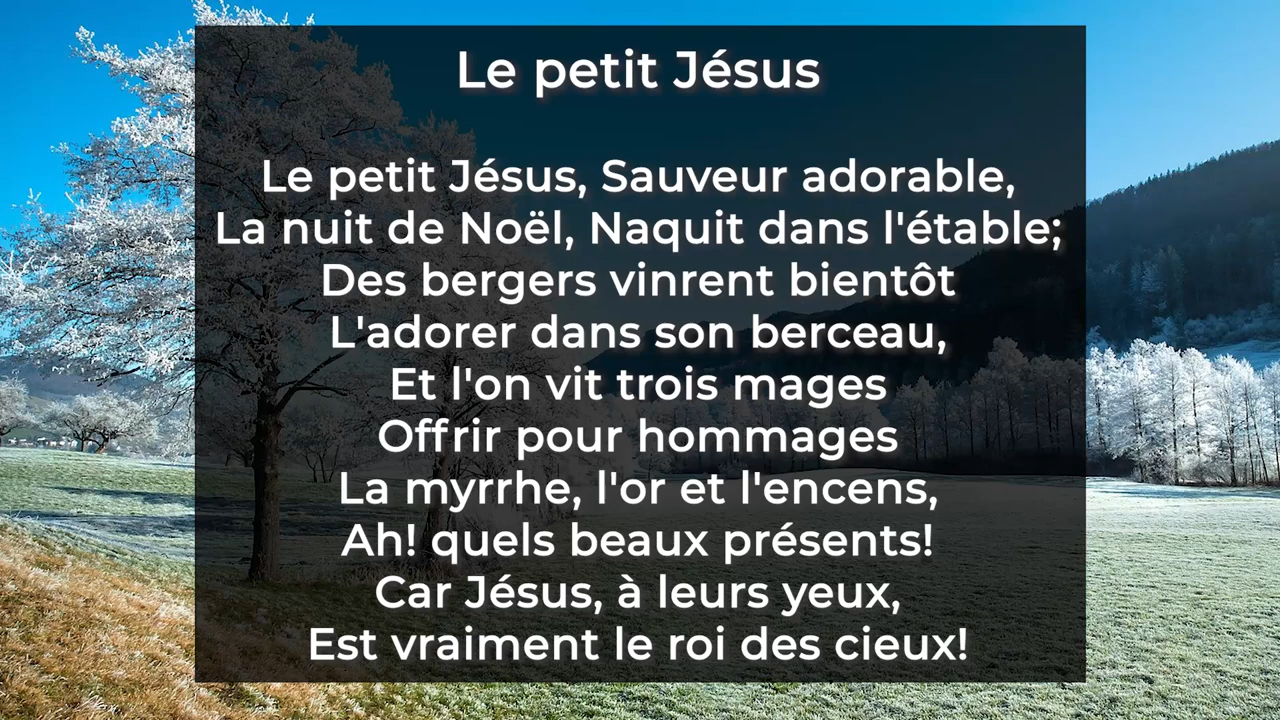 Le petit Jésus
Le petit Jésus, Sauveur adorable,
La nuit de Noël, Naquit dans l'étable;
Des bergers vinrent bientôt
L'adorer dans son berceau,
Et l'on vit trois mages
Offrir pour hommages
La myrrhe, l'or et l'encens,
Ah! quels beaux présents!
Car Jésus, à leurs yeux,
Est vraiment le roi des cieux!